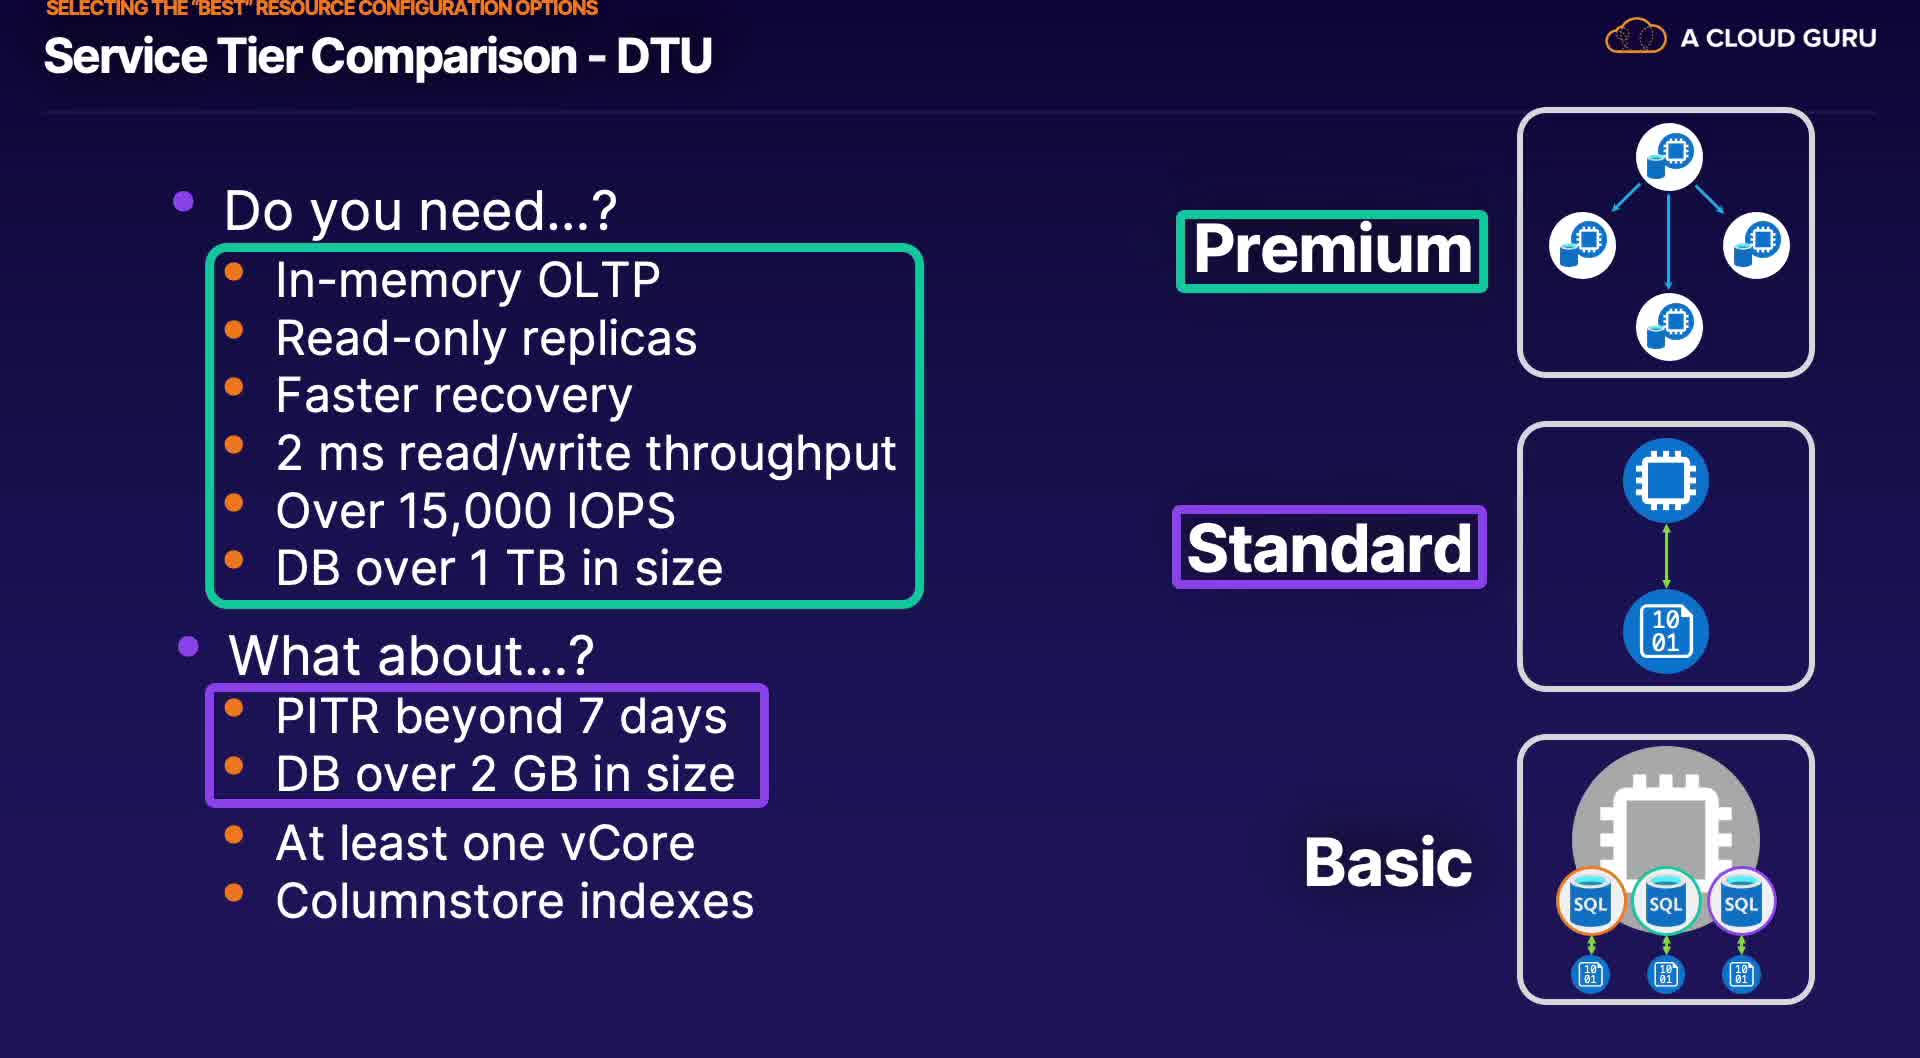 SELECTING THE “BEST” RESOURCE CONFIGURATION OPTIONS
Service Tier Comparison - DTU
A CLOUD GURU
Do you need...?
In-memory OLTP
Read-only replicas
Faster recovery
2 ms read/write throughput
Over 15,000 IOPS
DB over 1 TB in size
What about...?
PITR beyond 7 days
DB over 2 GB in size
At least one vCore
Columnstore indexes
Premium
Standard
10
01
Basic
SQL SQL SQL
10 10 10
01 01 01